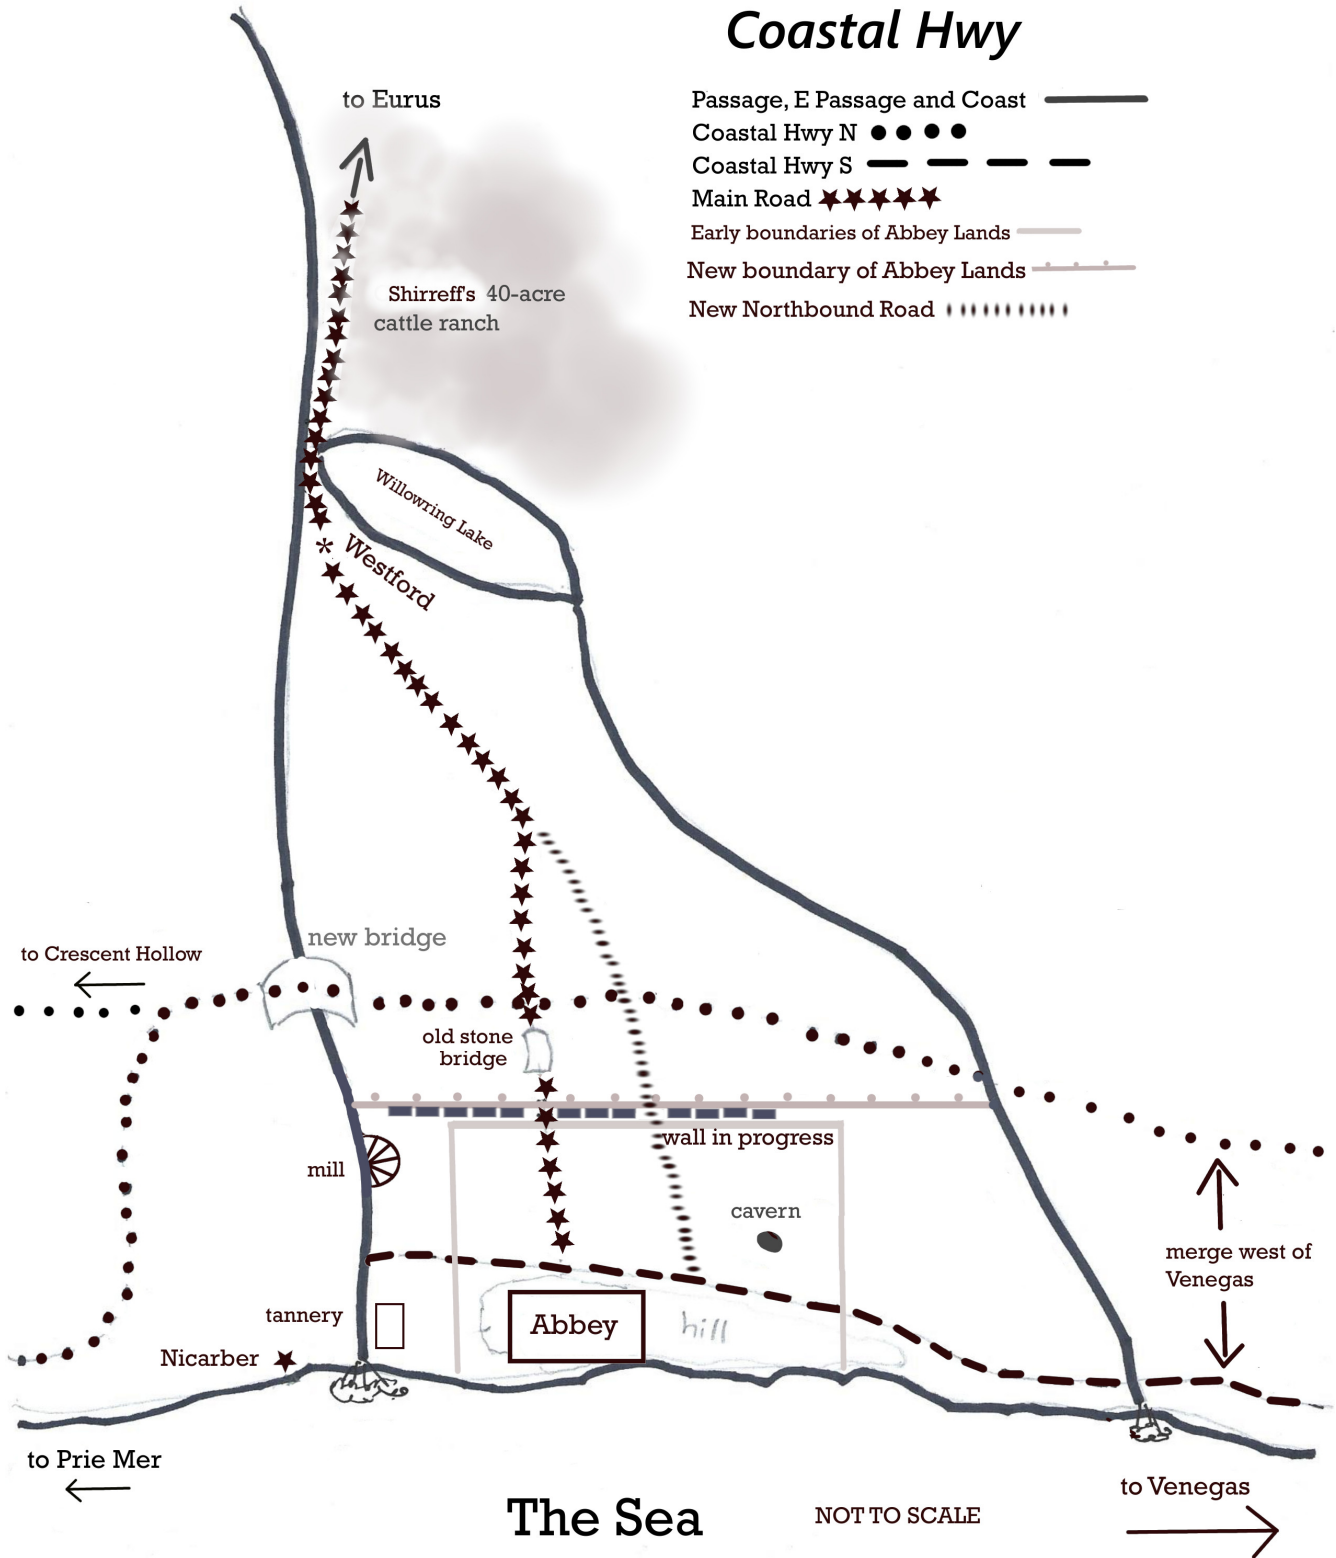 Coastal Hwy
to Eurus
Passage, E Passage and Coast
Coastal Hwy N
Coastal Hwy S
Main Road
Early boundaries of Abbey Lands
New boundary of Abbey Lands
New Northbound Road
Shirreff's 40-acre
cattle ranch
Willowring Lake
* Westford
new bridge
to Crescent Hollow
old stone
bridge
wall in progress
mill
cavern
merge west of
Venegas
tannery
Abbey
hill
Nicarber
to Prie Mer
to Venegas
The Sea
NOT TO SCALE